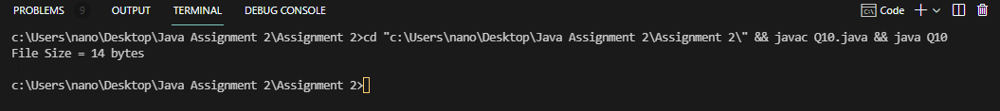 PROBLEMS 9 OUTPUT TERMINAL DEBUG CONSOLE Code
c:\Users\nano\Desktop\Java Assignment 2\Assignment 2>cd "c:\Users\nano\Desktop\Java Assignment 2\Assignment 2\" && javac Q10.java && java Q10
File Size = 14 bytes
c:\Users\nano\Desktop\Java Assignment 2\Assignment 2>